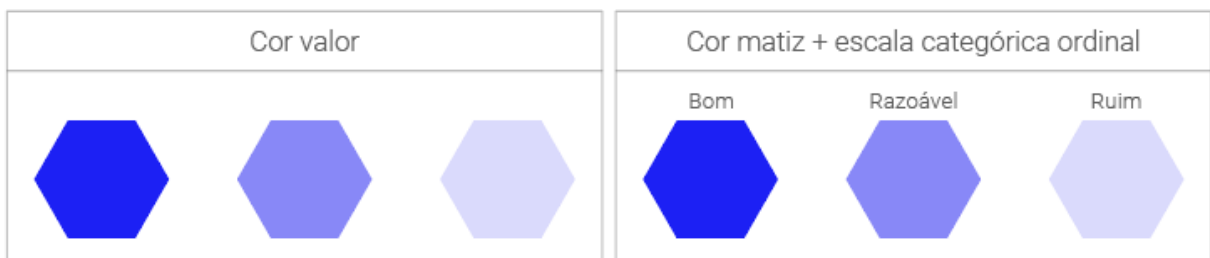 Cor valor
Cor matiz + escala categórica ordinal
Bom
Razoável
Ruim